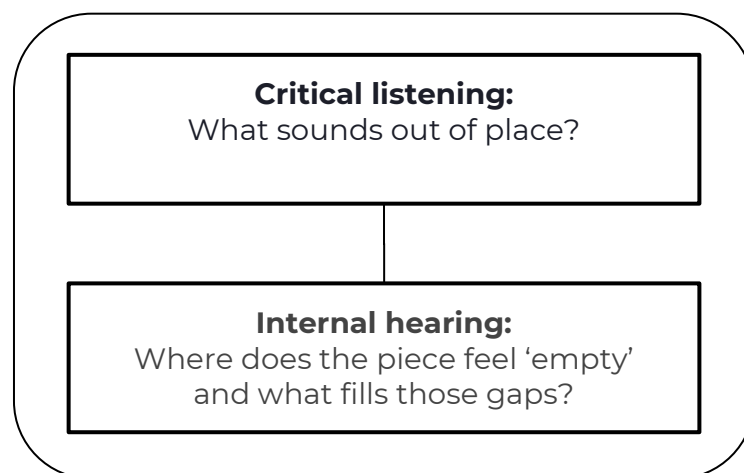 Critical listening:
What sounds out of place?
Internal hearing:
Where does the piece feel ‘empty’
and what fills those gaps?